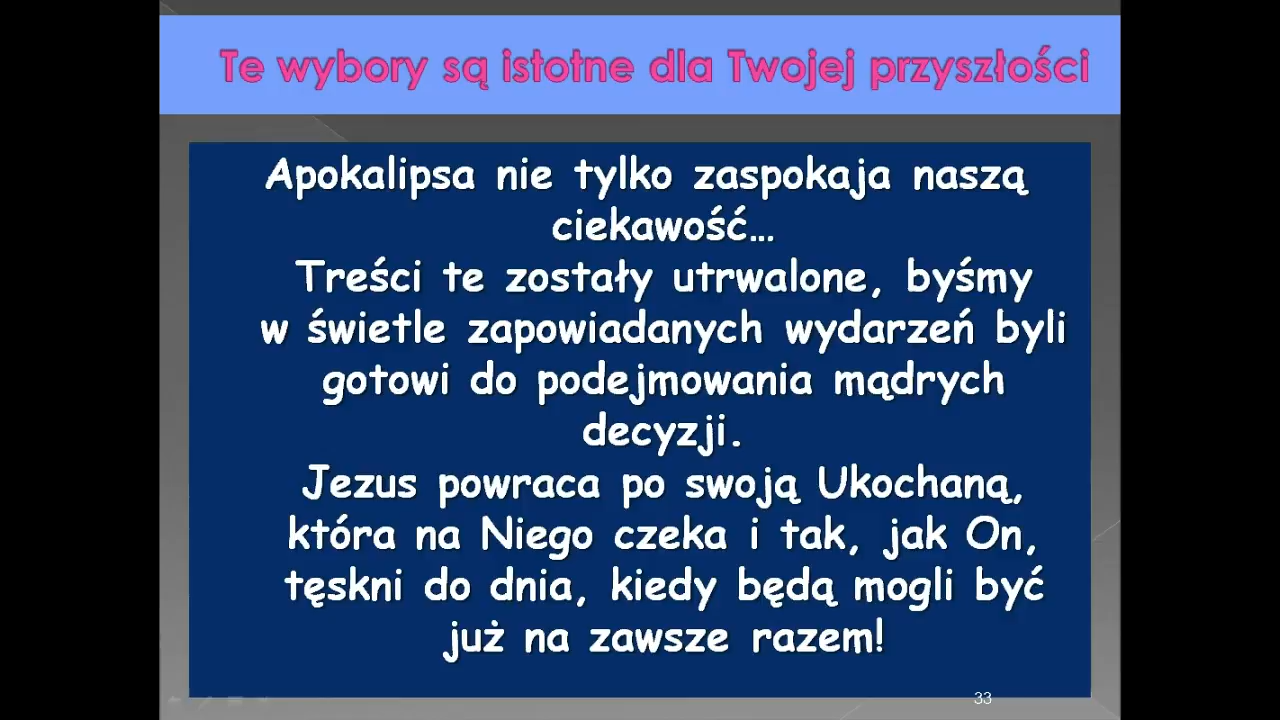 Te wybory są istotne dla Twojej przyszłości
Apokalipsa nie tylko zaspokaja naszą
ciekawość…
Treści te zostały utrwalone, byśmy
w świetle zapowiadanych wydarzeń byli
gotowi do podejmowania mądrych
decyzji.
Jezus powraca po swoją Ukochaną,
która na Niego czeka i tak, jak On,
tęskni do dnia, kiedy będą mogli być
już na zawsze razem!
33